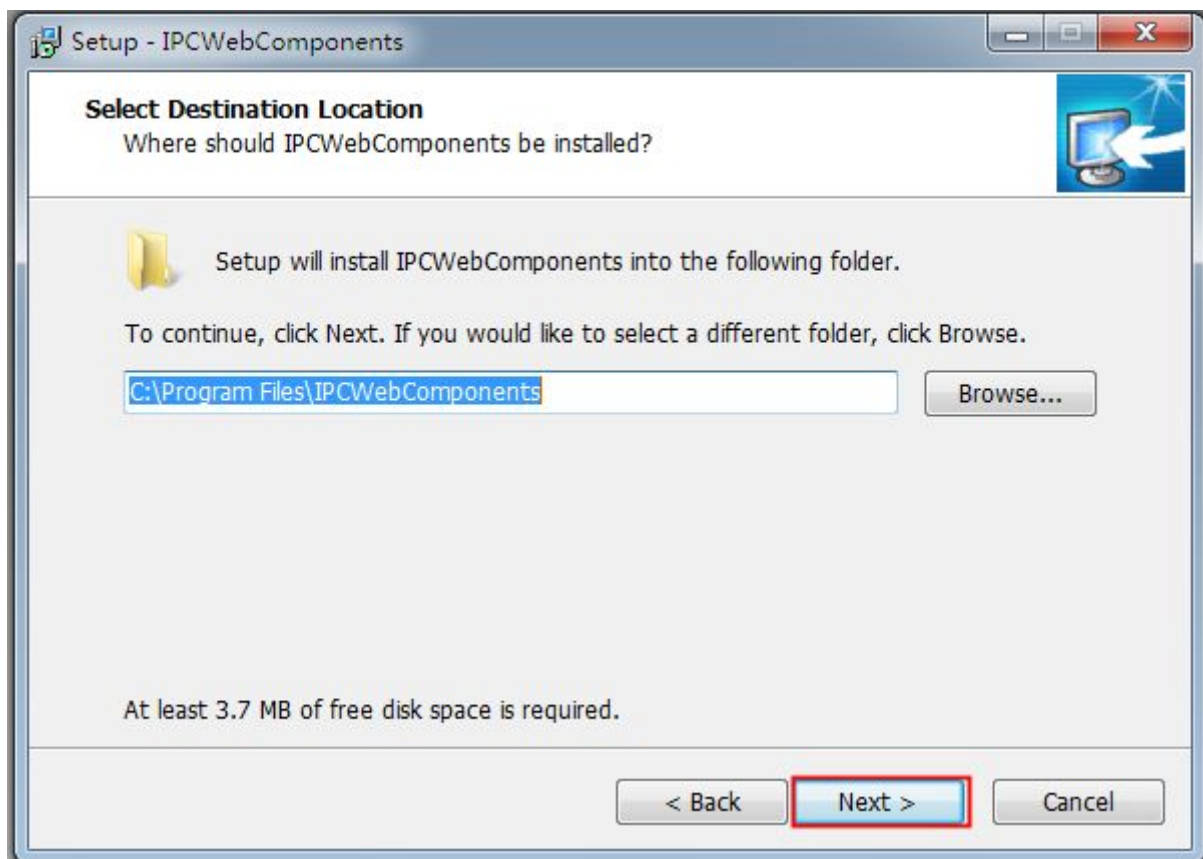 Setup - IPCWebComponents
Select Destination Location
Where should IPCWebComponents be installed?
Setup will install IPCWebComponents into the following folder.
To continue, click Next. If you would like to select a different folder, click Browse.
C:\Program Files\IPCWebComponents
Browse...
At least 3.7 MB of free disk space is required.
< Back
Next >
Cancel